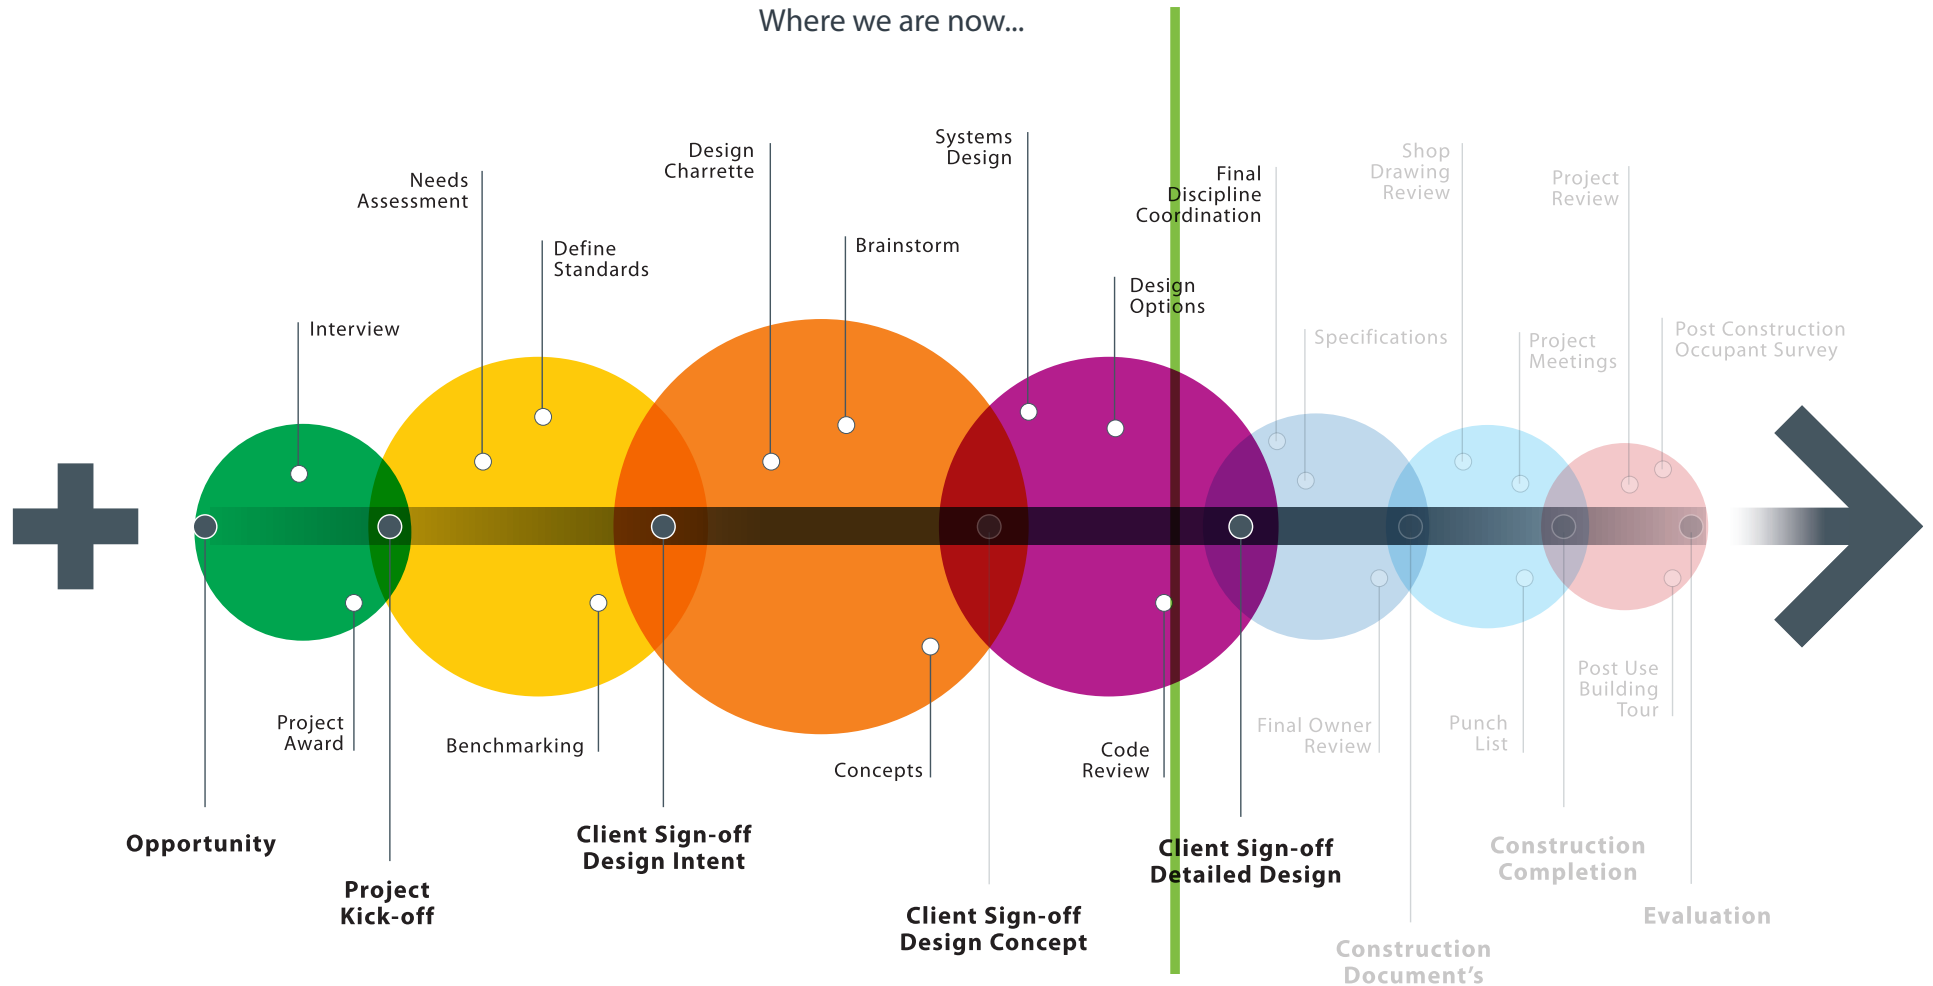 Where we are now...
Systems
Design
Design
Charrette
Shop
Drawing
Review
Needs
Assessment
Final
Discipline
Coordination
Project
Review
Define
Standards
Brainstorm
Design
Options
Interview
Specifications
Project
Meetings
Post Construction
Occupant Survey
Project
Award
Benchmarking
Concepts
Code
Review
Final Owner
Review
Punch
List
Post Use
Building
Tour
Opportunity
Project
Kick-off
Client Sign-off
Design Intent
Client Sign-off
Design Concept
Client Sign-off
Detailed Design
Construction
Document’s
Construction
Completion
Evaluation